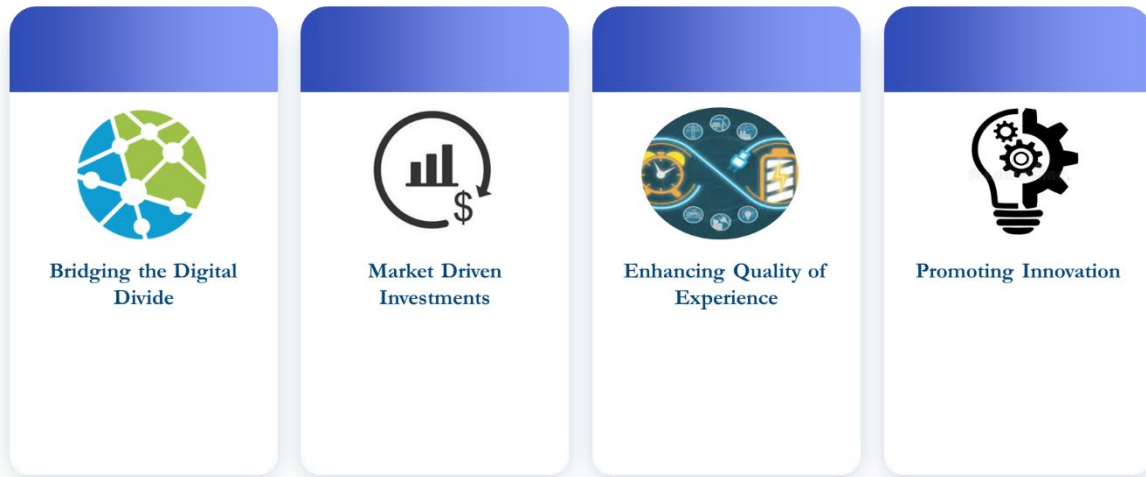 Bridging the Digital
Divide
Market Driven
Investments
Enhancing Quality of
Experience
Promoting Innovation
$